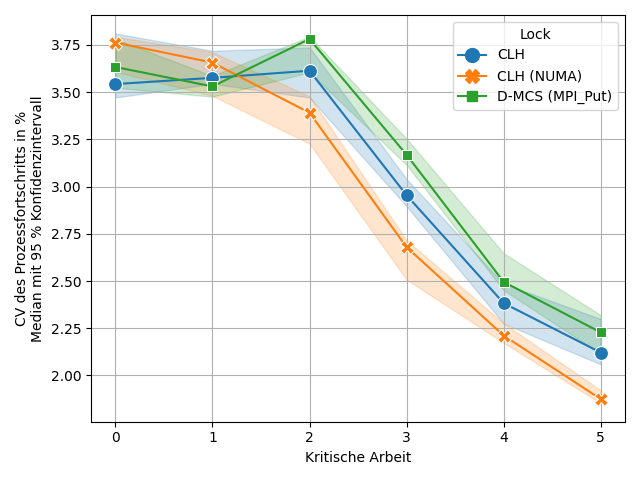 Lock
CLH
CLH (NUMA)
D-MCS (MPI_Put)
CV des Prozessfortschritts in %
Median mit 95 % Konfidenzintervall
3.75
3.50
3.25
3.00
2.75
2.50
2.25
2.00
0 1 2 3 4 5
Kritische Arbeit